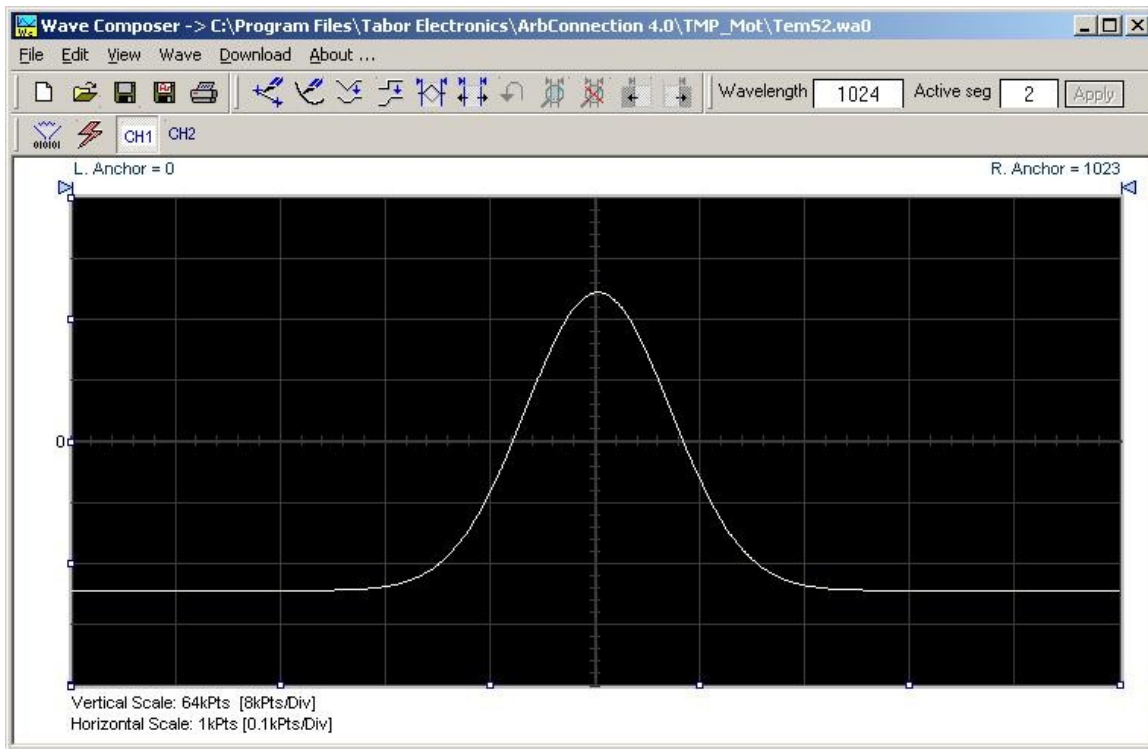 Wave Composer -> C:\Program Files\Tabor Electronics\ArbConnection 4.0\TMP_Mot\TemS2.wa0
File Edit View Wave Download About ...
Wavelength 1024 Active seg 2 Apply
010101 CH1 CH2
L. Anchor = 0 R. Anchor = 1023
0
Vertical Scale: 64kPts [8kPts/Div]
Horizontal Scale: 1kPts [0.1kPts/Div]